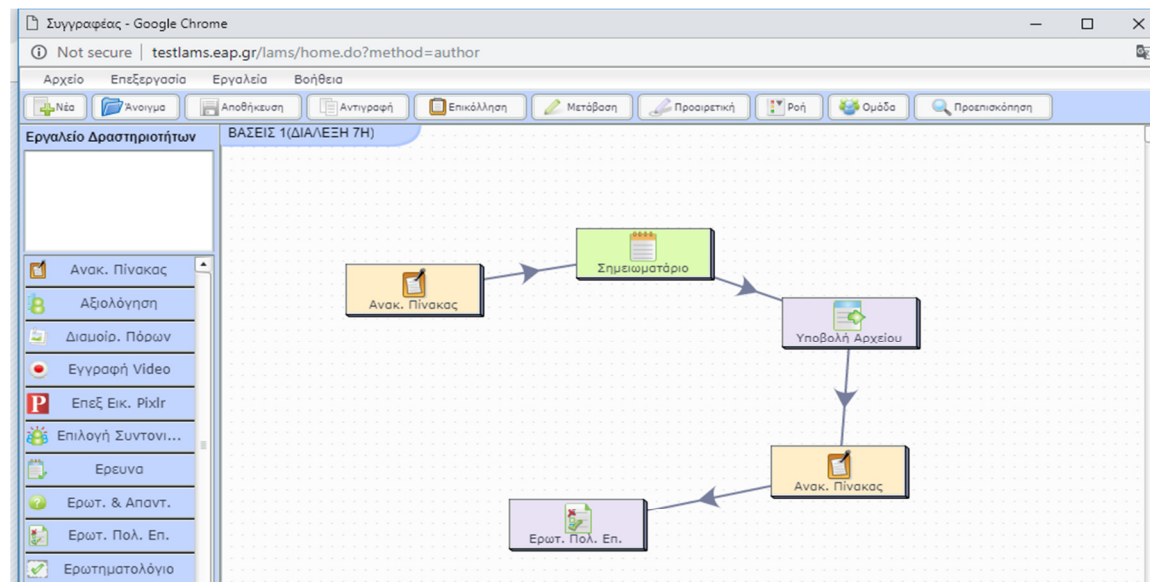 Συγγραφέας - Google Chrome
Not secure | testlams.eap.gr/lams/home.do?method=author
Αρχείο Επεξεργασία Εργαλεία Βοήθεια
Νέα Άνοιγμα Αποθήκευση Αντιγραφή Επικόλληση Μετάβαση Προαιρετική Ροή Ομάδα Προεπισκόπηση
Εργαλείο Δραστηριοτήτων
ΒΑΣΕΙΣ 1(ΔΙΑΛΕΞΗ 7Η)
Ανακ. Πίνακας
Αξιολόγηση
Διαμοίρ. Πόρων
Εγγραφή Video
Επεξ Εικ. Pixlr
Επιλογή Συντονι...
Ερευνα
Ερωτ. & Απαντ.
Ερωτ. Πολ. Επ.
Ερωτηματολόγιο
Ανακ. Πίνακας
Σημειωματάριο
Υποβολή Αρχείου
Ανακ. Πίνακας
Ερωτ. Πολ. Επ.